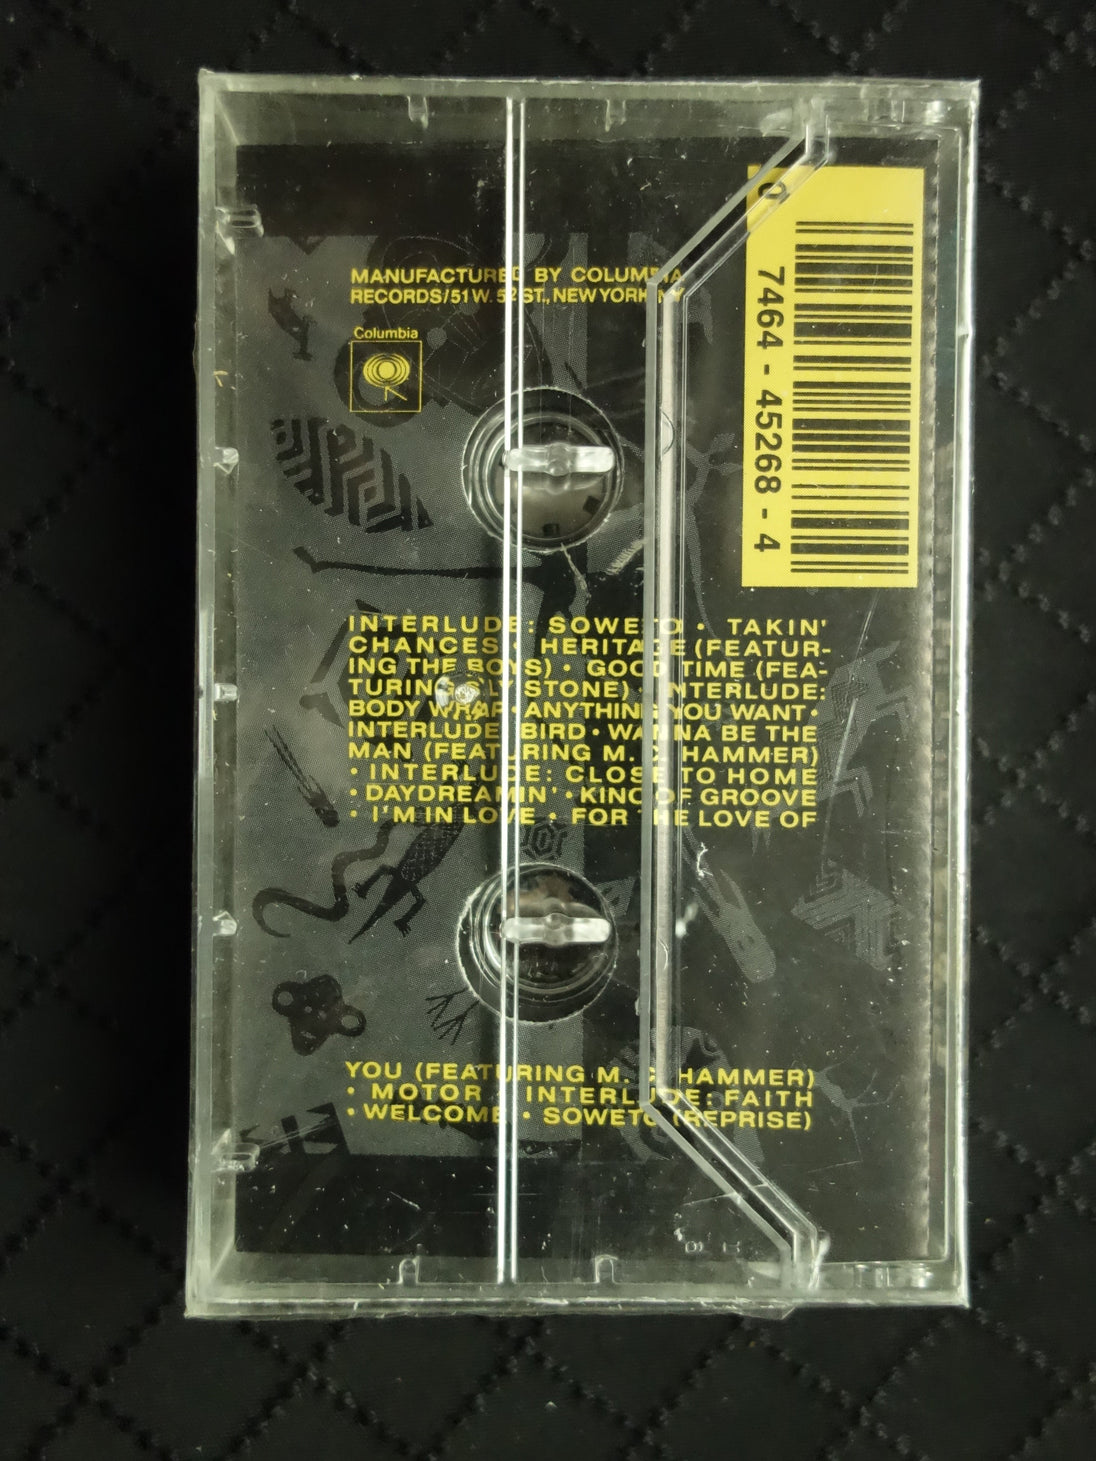 MANUFACTURED BY COLUMBIA
RECORDS/51 W. 52 ST., NEW YORK NY
Columbia
0 7464 - 45268 - 4
INTERLUDE: SOWETO • TAKIN'
CHANCES • HERITAGE (FEATUR-
ING THE BOYS) • GOOD TIME (FEA-
TURING SLY STONE) • INTERLUDE:
BODY WRAP • ANYTHING YOU WANT •
INTERLUDE: BIRD • WANNA BE THE
MAN (FEATURING M. C. HAMMER)
• INTERLUDE: CLOSE TO HOME
• DAYDREAMIN' • KING OF GROOVE
• I'M IN LOVE • FOR THE LOVE OF
YOU (FEATURING M. C. HAMMER)
• MOTOR • INTERLUDE: FAITH
• WELCOME • SOWETO (REPRISE)